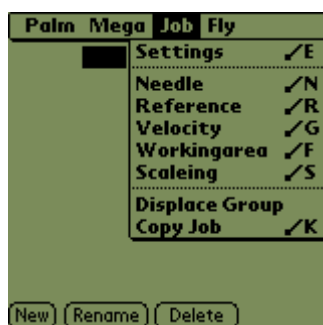 Palm Mega Job Fly
Settings /E
Needle /N
Reference /R
Velocity /G
Workingarea /F
Scaleing /S
Displace Group
Copy Job /K
New Rename Delete